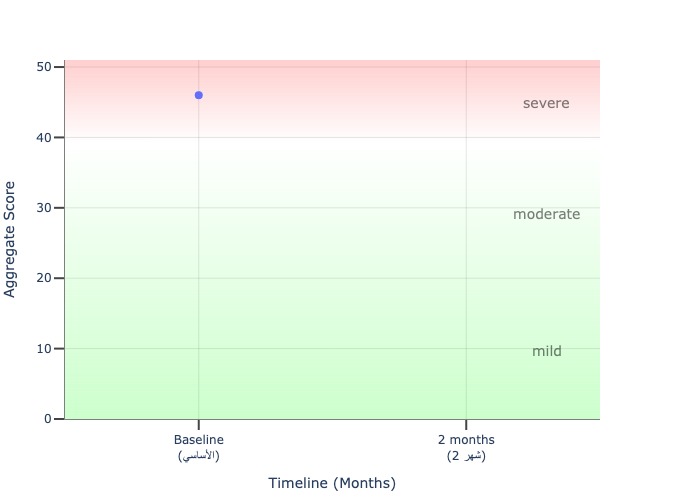 50
severe
40
30
moderate
20
10
mild
0
Aggregate Score
Baseline
(الأساسي)
2 months
(2 شهر)
Timeline (Months)